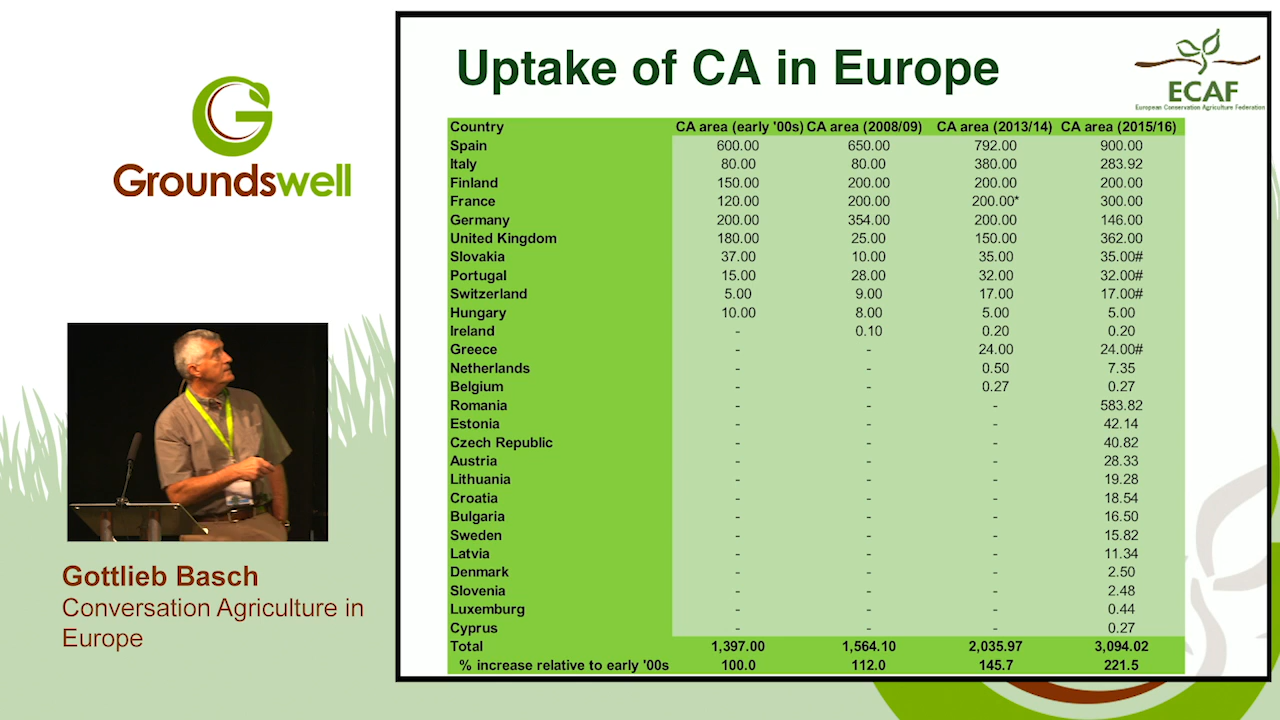 Groundswell
Gottlieb Basch
Conversation Agriculture in
Europe
Uptake of CA in Europe
ECAF
European Conservation Agriculture Federation
Country CA area (early '00s) CA area (2008/09) CA area (2013/14) CA area (2015/16)
Spain 600.00 650.00 792.00 900.00
Italy 80.00 80.00 380.00 283.92
Finland 150.00 200.00 200.00 200.00
France 120.00 200.00 200.00* 300.00
Germany 200.00 354.00 200.00 146.00
United Kingdom 180.00 25.00 150.00 362.00
Slovakia 37.00 10.00 35.00 35.00#
Portugal 15.00 28.00 32.00 32.00#
Switzerland 5.00 9.00 17.00 17.00#
Hungary 10.00 8.00 5.00 5.00
Ireland - 0.10 0.20 0.20
Greece - - 24.00 24.00#
Netherlands - - 0.50 7.35
Belgium - - 0.27 0.27
Romania - - - 583.82
Estonia - - - 42.14
Czech Republic - - - 40.82
Austria - - - 28.33
Lithuania - - - 19.28
Croatia - - - 18.54
Bulgaria - - - 16.50
Sweden - - - 15.82
Latvia - - - 11.34
Denmark - - - 2.50
Slovenia - - - 2.48
Luxemburg - - - 0.44
Cyprus - - - 0.27
Total 1,397.00 1,564.10 2,035.97 3,094.02
% increase relative to early '00s 100.0 112.0 145.7 221.5